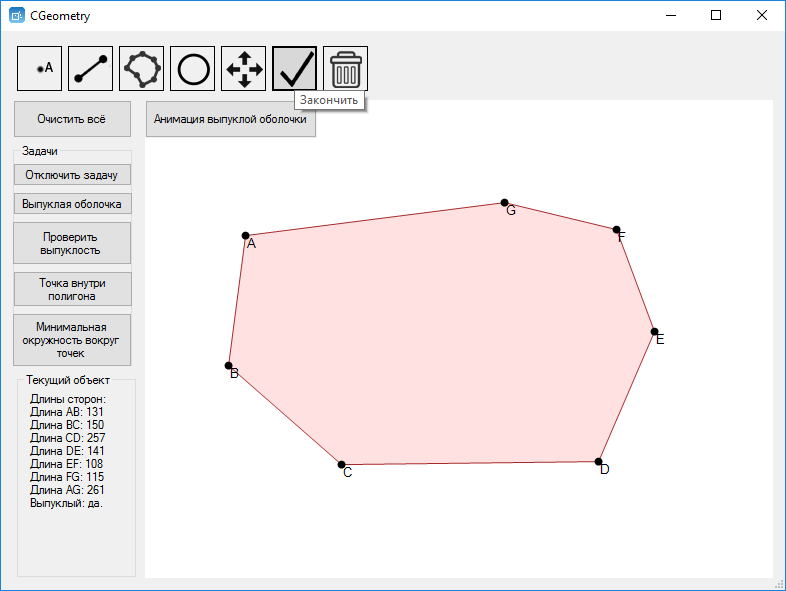 CGeometry
A
Закончить
Очистить всё
Анимация выпуклой оболочки
Задачи
Отключить задачу
Выпуклая оболочка
Проверить
выпуклость
Точка внутри
полигона
Минимальная
окружность вокруг
точек
Текущий объект
Длины сторон:
Длина AB: 131
Длина BC: 150
Длина CD: 257
Длина DE: 141
Длина EF: 108
Длина FG: 115
Длина AG: 261
Выпуклый: да.
G
F
A
E
B
C
D